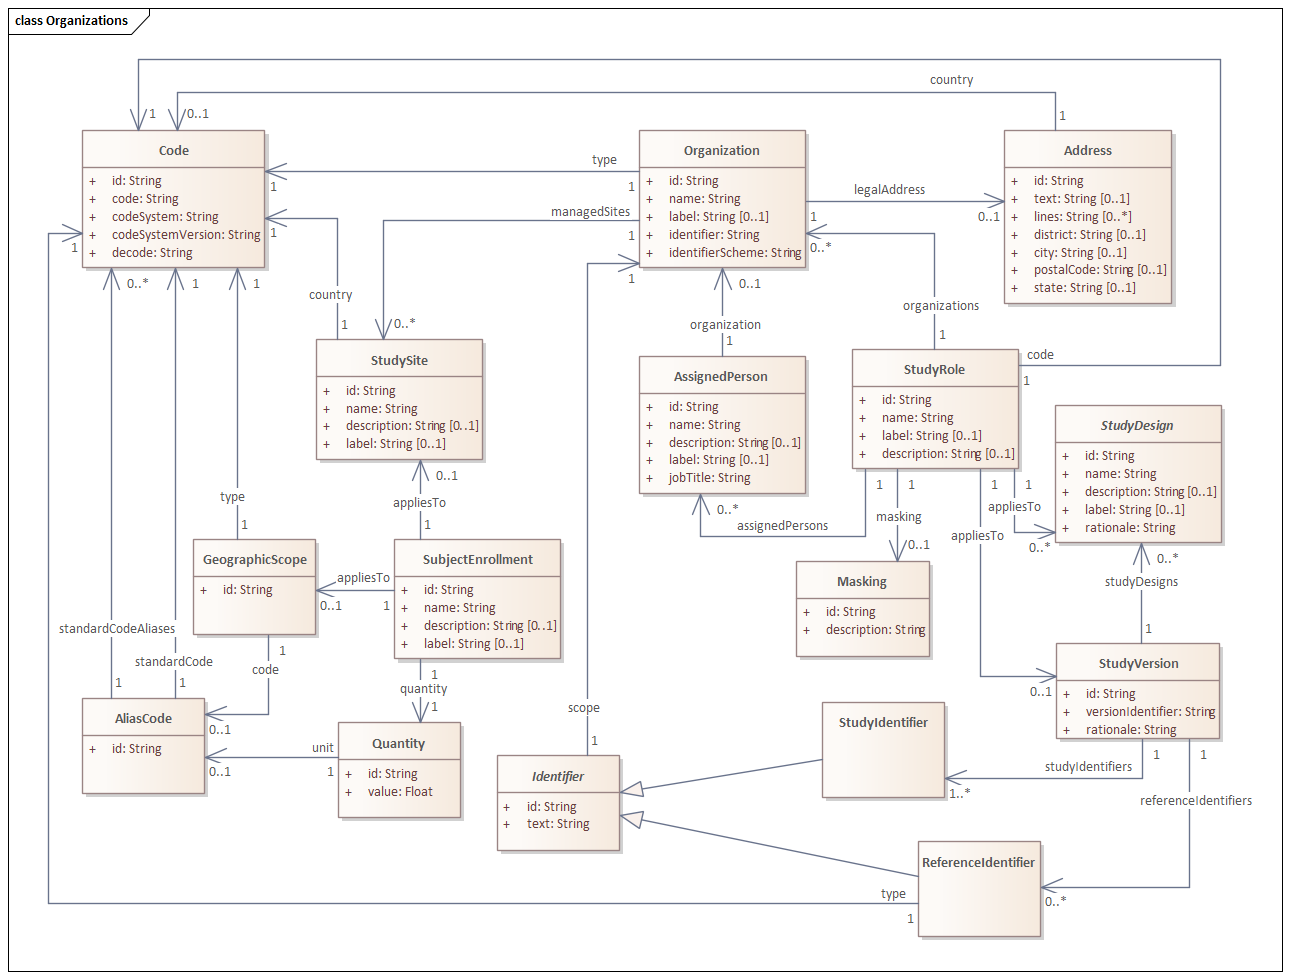 class Organizations
country
1
0..1
1
Code
+ id: String
+ code: String
+ codeSystem: String
+ codeSystemVersion: String
+ decode: String
Organization
+ id: String
+ name: String
+ label: String [0..1]
+ identifier: String
+ identifierScheme: String
Address
+ id: String
+ text: String [0..1]
+ lines: String [0..*]
+ district: String [0..1]
+ city: String [0..1]
+ postalCode: String [0..1]
+ state: String [0..1]
type
1
1
legalAddress
1
0..1
managedSites
1
0..*
1
1
country
1
0..*
1
1
1
0..*
organizations
1
0..1
organization
1
code
1
StudySite
+ id: String
+ name: String
+ description: String [0..1]
+ label: String [0..1]
AssignedPerson
+ id: String
+ name: String
+ description: String [0..1]
+ label: String [0..1]
+ jobTitle: String
StudyRole
+ id: String
+ name: String
+ label: String [0..1]
+ description: String [0..1]
StudyDesign
+ id: String
+ name: String
+ description: String [0..1]
+ label: String [0..1]
+ rationale: String
0..1
appliesTo
1
type
1
1
1
1
1
0..*
assignedPersons
masking
0..1
appliesTo
appliesTo
0..*
0..*
studyDesigns
1
GeographicScope
+ id: String
SubjectEnrollment
+ id: String
+ name: String
+ description: String [0..1]
+ label: String [0..1]
appliesTo
0..1
1
Masking
+ id: String
+ description: String
standardCodeAliases
standardCode
1
1
1
code
0..1
1
quantity
1
0..1
StudyVersion
+ id: String
+ versionIdentifier: String
+ rationale: String
AliasCode
+ id: String
unit
0..1
1
Quantity
+ id: String
+ value: Float
scope
1
Identifier
+ id: String
+ text: String
StudyIdentifier
studyIdentifiers
1
1..*
1
referenceIdentifiers
0..*
ReferenceIdentifier
type
1